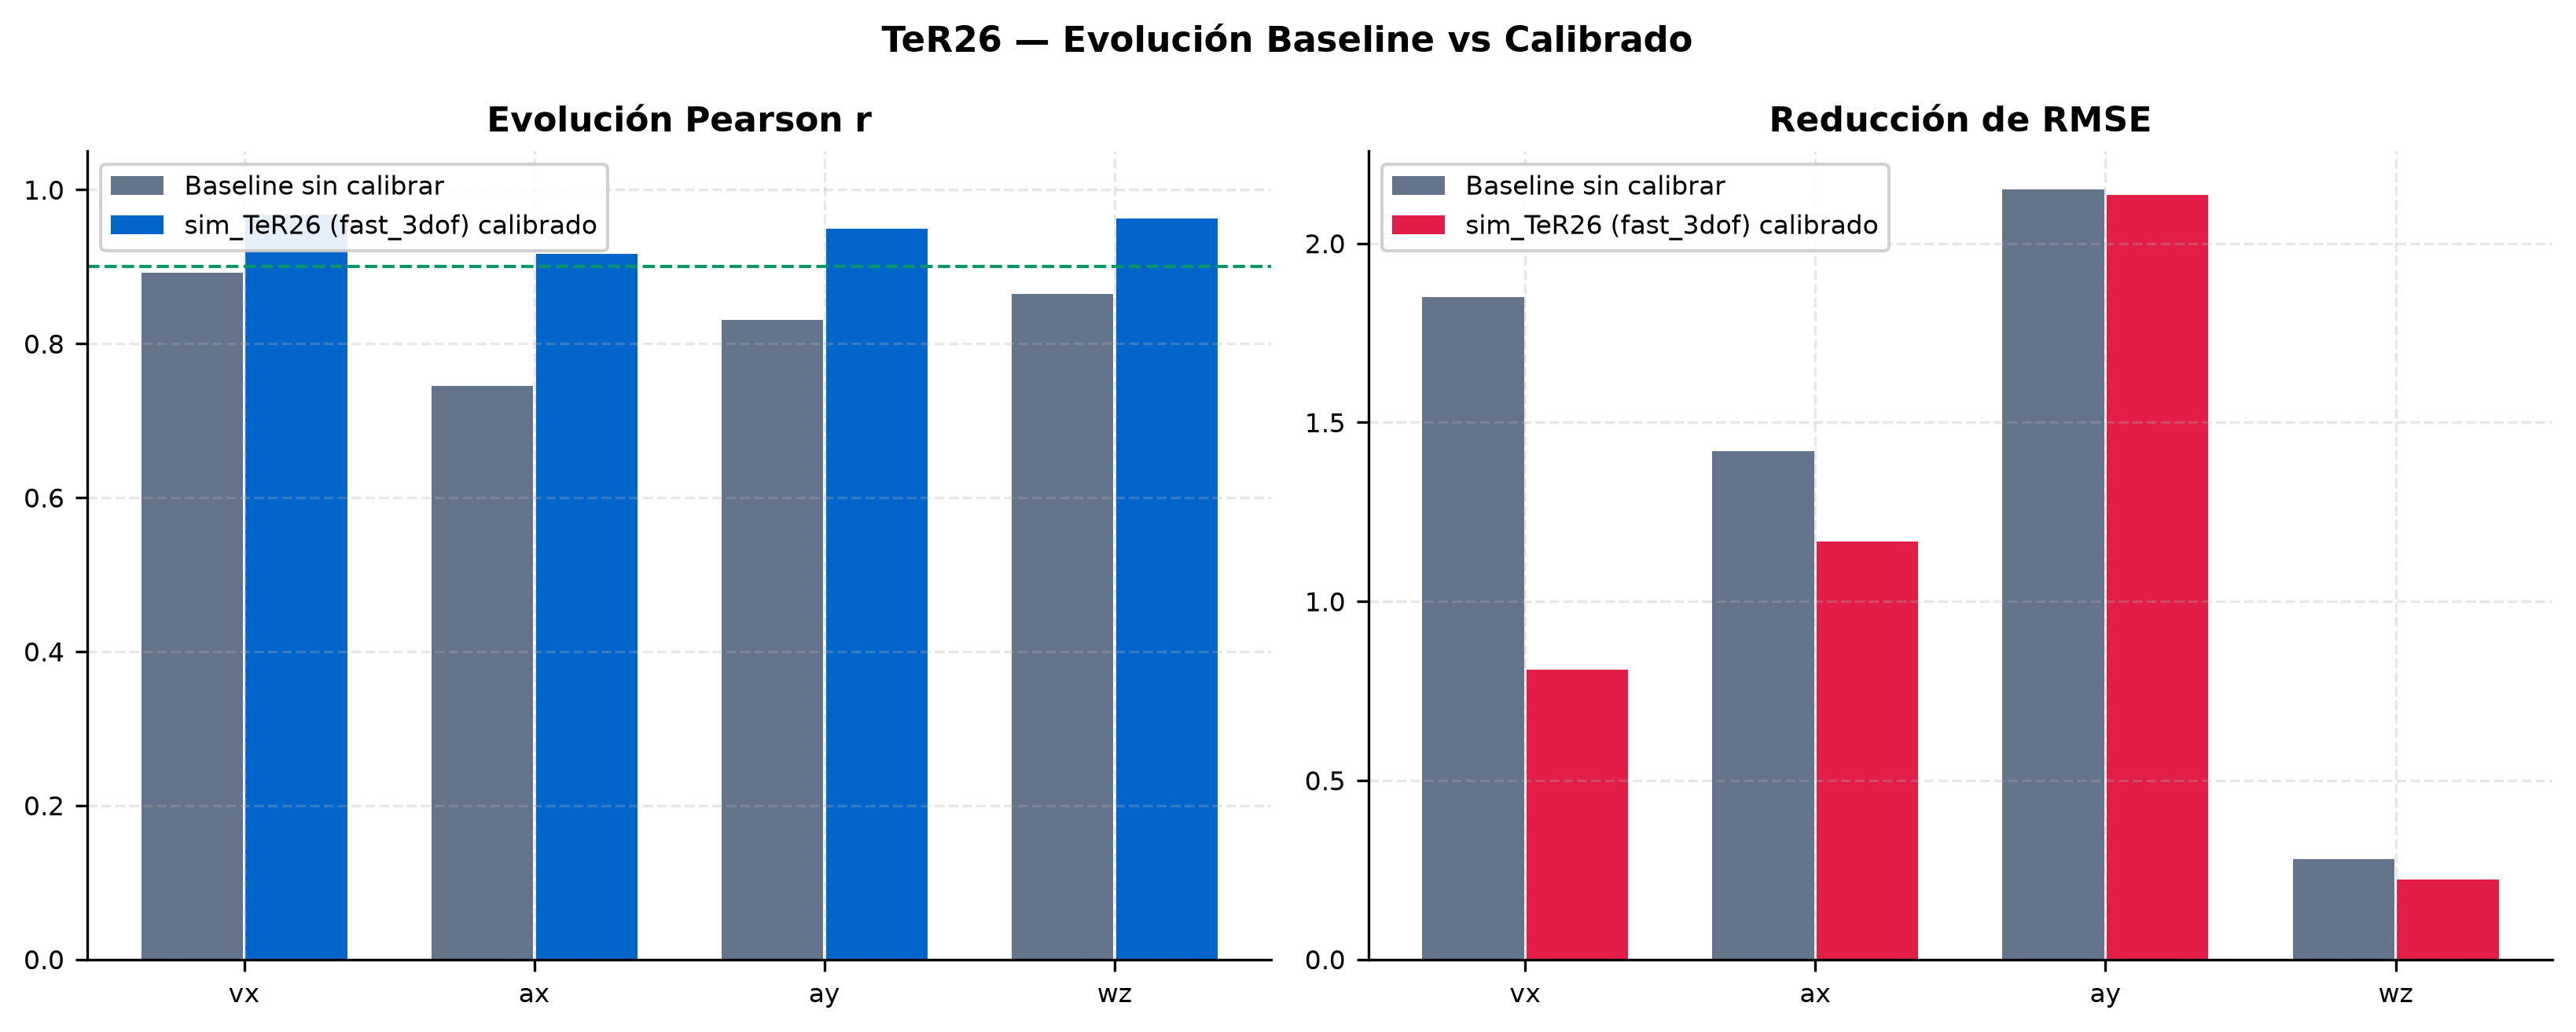 TeR26 — Evolución Baseline vs Calibrado
Evolución Pearson r
Baseline sin calibrar
sim_TeR26 (fast_3dof) calibrado
1.0
0.8
0.6
0.4
0.2
0.0
vx
ax
ay
wz
Reducción de RMSE
Baseline sin calibrar
sim_TeR26 (fast_3dof) calibrado
2.0
1.5
1.0
0.5
0.0
vx
ax
ay
wz